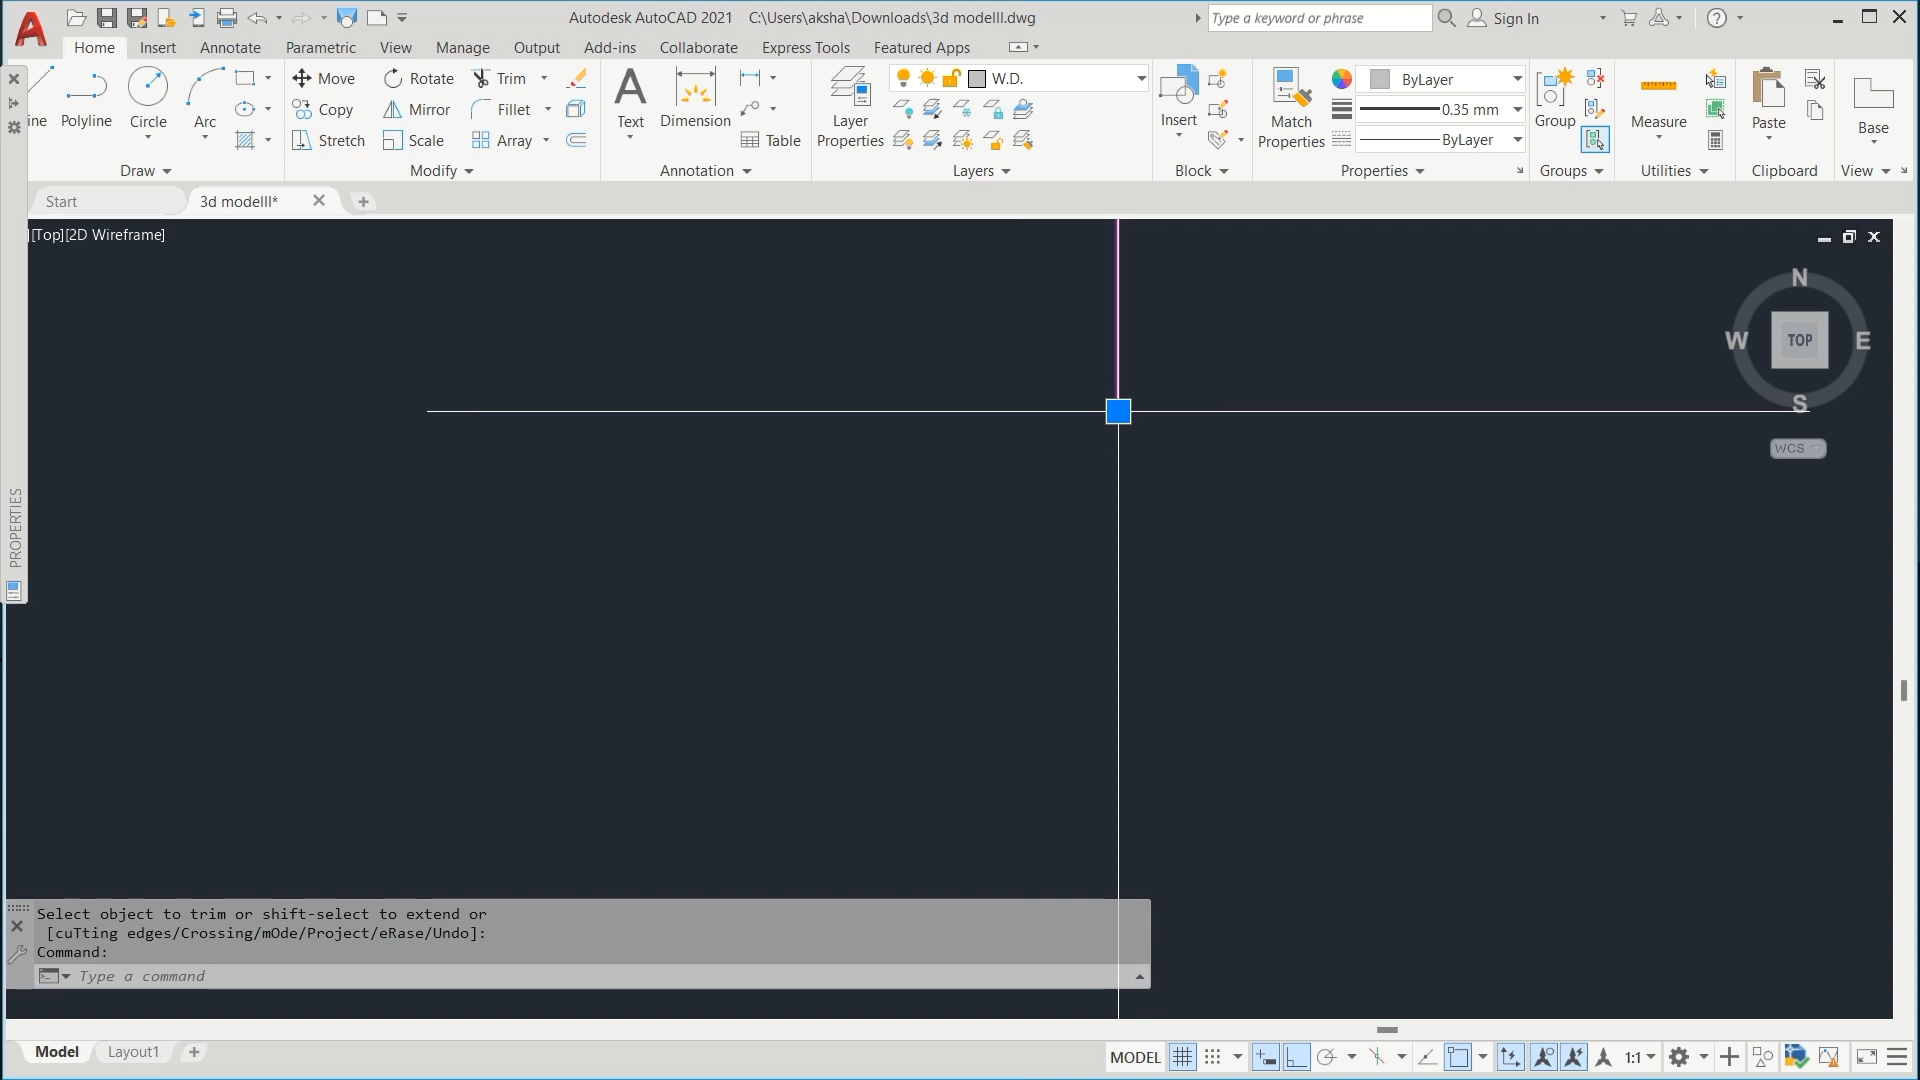 Autodesk AutoCAD 2021 C:\Users\aksha\Downloads\3d modelll.dwg
Type a keyword or phrase
Sign In
Home Insert Annotate Parametric View Manage Output Add-ins Collaborate Express Tools Featured Apps
ine
Polyline
Circle
Arc
Move
Copy
Stretch
Rotate
Mirror
Scale
Trim
Fillet
Array
Text
Dimension
Table
Layer
Properties
W.D.
Insert
Match
Properties
ByLayer
0.35 mm
ByLayer
Group
Measure
Paste
Base
Draw Modify Annotation Layers Block Properties Groups Utilities Clipboard View
Start
3d modelll*
][Top][2D Wireframe]
N
W
TOP
E
S
WCS
PROPERTIES
Select object to trim or shift-select to extend or
[cuTting edges/Crossing/mOde/Project/eRase/Undo]:
Command:
Type a command
Model
Layout1
MODEL
1:1